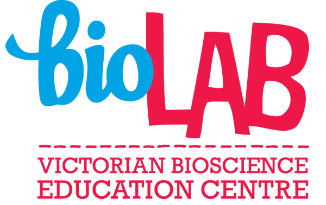 bioLAB
VICTORIAN BIOSCIENCE
EDUCATION CENTRE